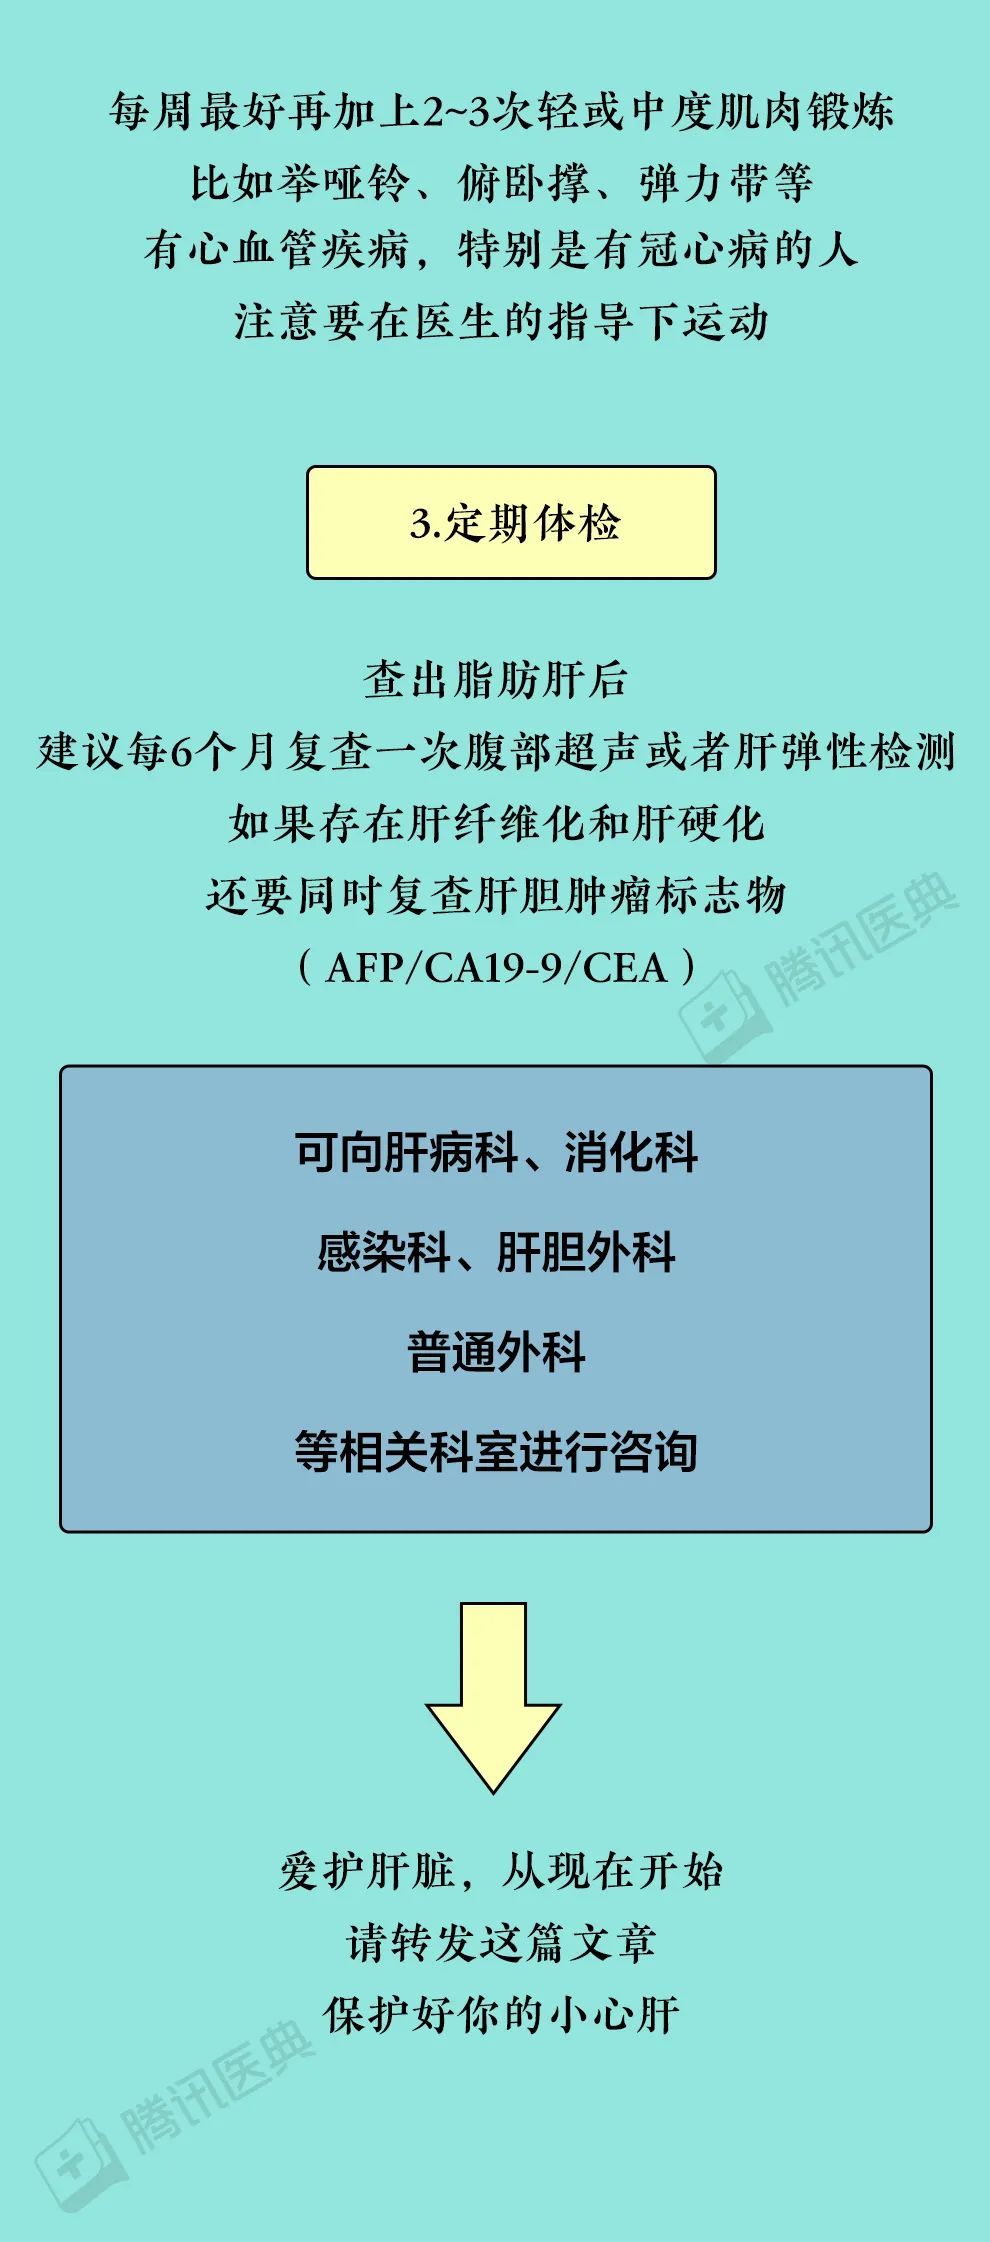 每周最好再加上2~3次轻或中度肌肉锻炼
比如举哑铃、俯卧撑、弹力带等
有心血管疾病，特别是有冠心病的人
注意要在医生的指导下运动
3.定期体检
查出脂肪肝后
建议每6个月复查一次腹部超声或者肝弹性检测
如果存在肝纤维化和肝硬化
还要同时复查肝胆肿瘤标志物
（AFP/CA19-9/CEA）
腾讯医典
可向肝病科、消化科
感染科、肝胆外科
普通外科
等相关科室进行咨询
爱护肝脏，从现在开始
请转发这篇文章
保护好你的小心肝
腾讯医典